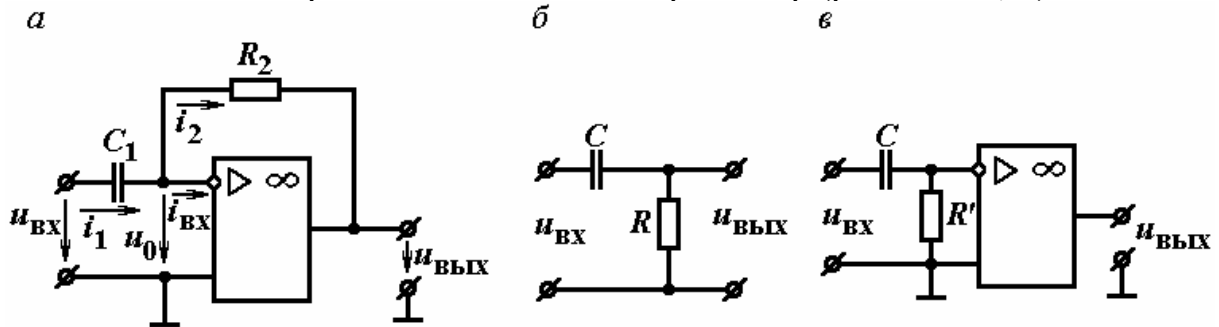 а б в
R₂
i₂
C₁
▷ ∞
uвх i₁ u₀ iвх
uвых
C
uвх R uвых
C
▷ ∞
uвх R' uвых